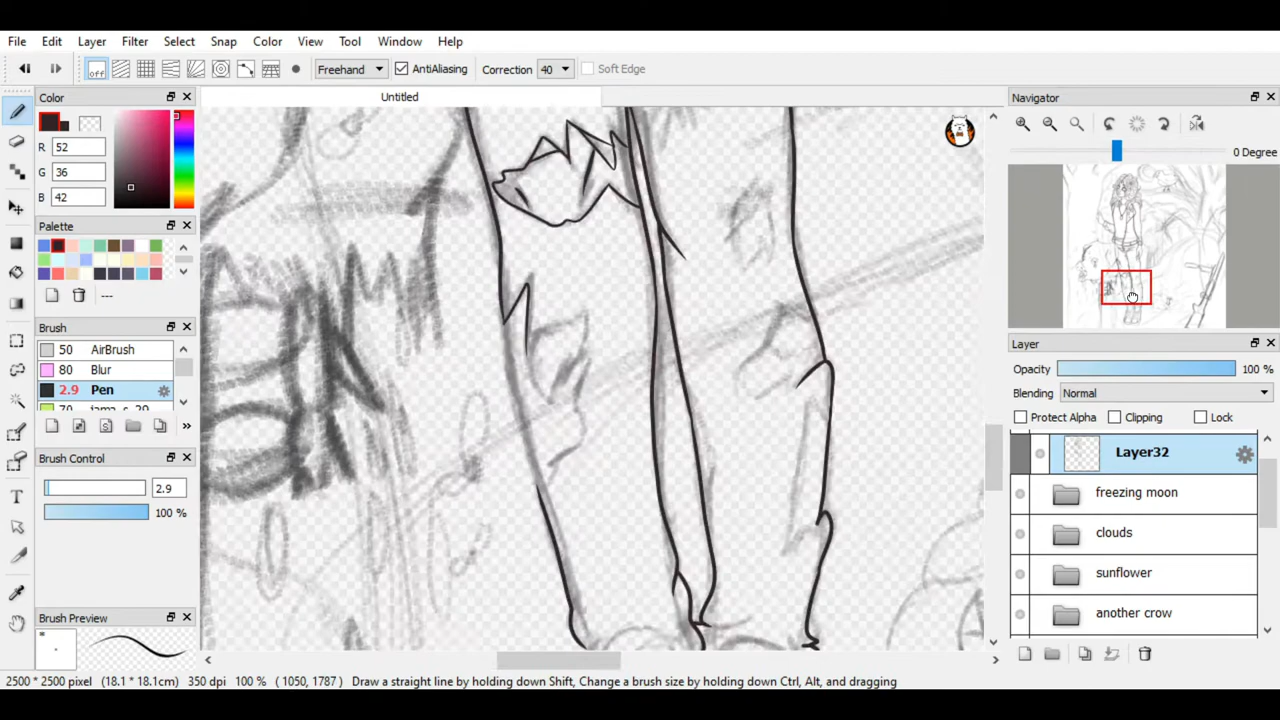 File Edit Layer Filter Select Snap Color View Tool Window Help
off Freehand AntiAliasing Correction 40 Soft Edge
Color
Untitled
Navigator
R 52
G 36
B 42
0 Degree
Palette
---
Brush
50 AirBrush
80 Blur
2.9 Pen
Layer
Opacity 100 %
Blending Normal
Protect Alpha Clipping Lock
Layer32
freezing moon
clouds
sunflower
another crow
Brush Control
2.9
100 %
Brush Preview
2500 * 2500 pixel (18.1 * 18.1cm) 350 dpi 100 % ( 1050, 1787 ) Draw a straight line by holding down Shift, Change a brush size by holding down Ctrl, Alt, and dragging